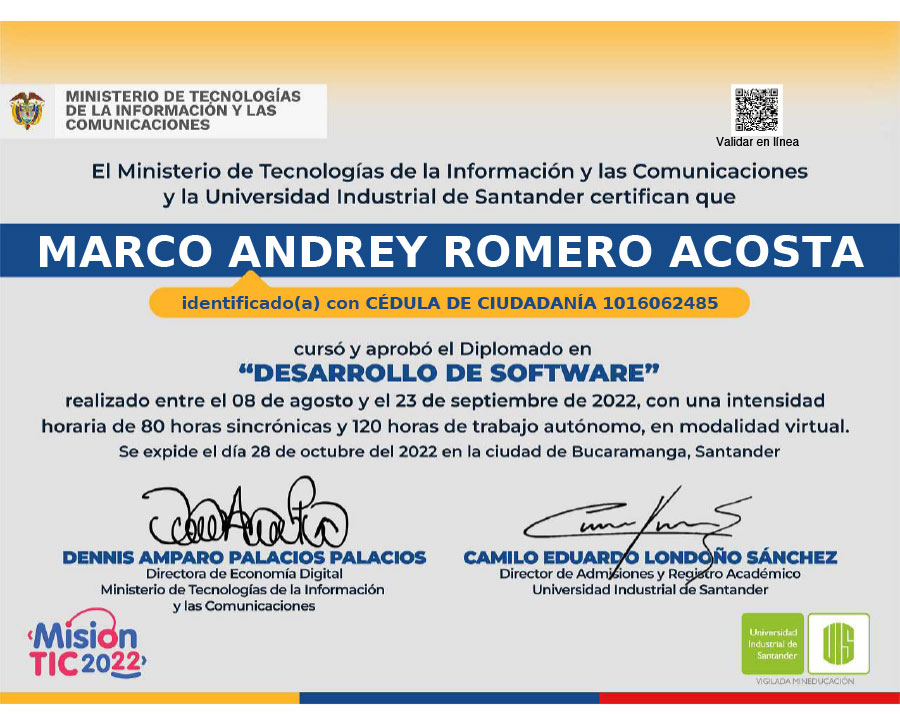 MINISTERIO DE TECNOLOGÍAS
DE LA INFORMACIÓN Y LAS
COMUNICACIONES
Validar en línea
El Ministerio de Tecnologías de la Información y las Comunicaciones
y la Universidad Industrial de Santander certifican que
MARCO ANDREY ROMERO ACOSTA
identificado(a) con CÉDULA DE CIUDADANÍA 1016062485
cursó y aprobó el Diplomado en
“DESARROLLO DE SOFTWARE”
realizado entre el 08 de agosto y el 23 de septiembre de 2022, con una intensidad
horaria de 80 horas sincrónicas y 120 horas de trabajo autónomo, en modalidad virtual.
Se expide el día 28 de octubre del 2022 en la ciudad de Bucaramanga, Santander
DENNIS AMPARO PALACIOS PALACIOS
Directora de Economía Digital
Ministerio de Tecnologías de la Información
y las Comunicaciones
CAMILO EDUARDO LONDOÑO SÁNCHEZ
Director de Admisiones y Registro Académico
Universidad Industrial de Santander
Misión
TIC2022
Universidad
Industrial de
Santander
UIS
VIGILADA MINEDUCACIÓN